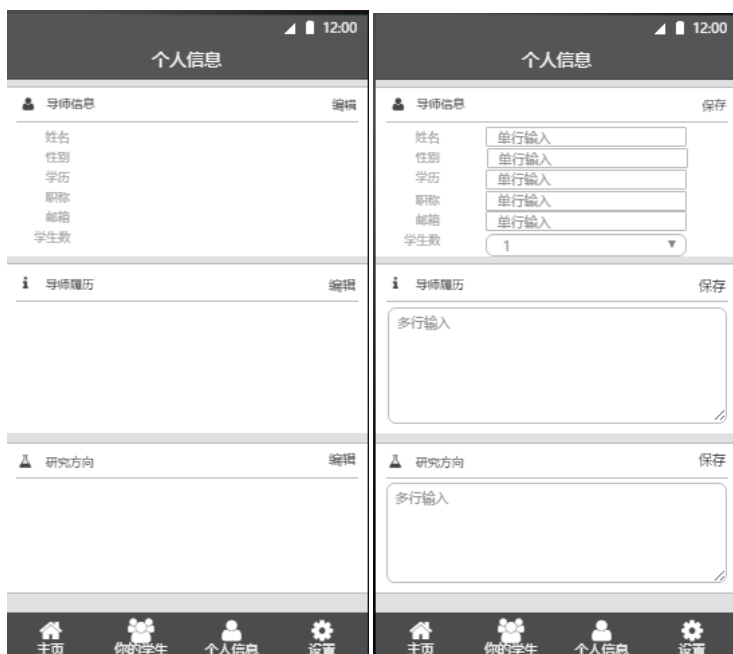 12:00
个人信息
导师信息 编辑
姓名
性别
学历
职称
邮箱
学生数
导师履历 编辑
研究方向 编辑
主页 你的学生 个人信息 设置
12:00
个人信息
导师信息 保存
姓名 单行输入
性别 单行输入
学历 单行输入
职称 单行输入
邮箱 单行输入
学生数 1
导师履历 保存
多行输入
研究方向 保存
多行输入
主页 你的学生 个人信息 设置